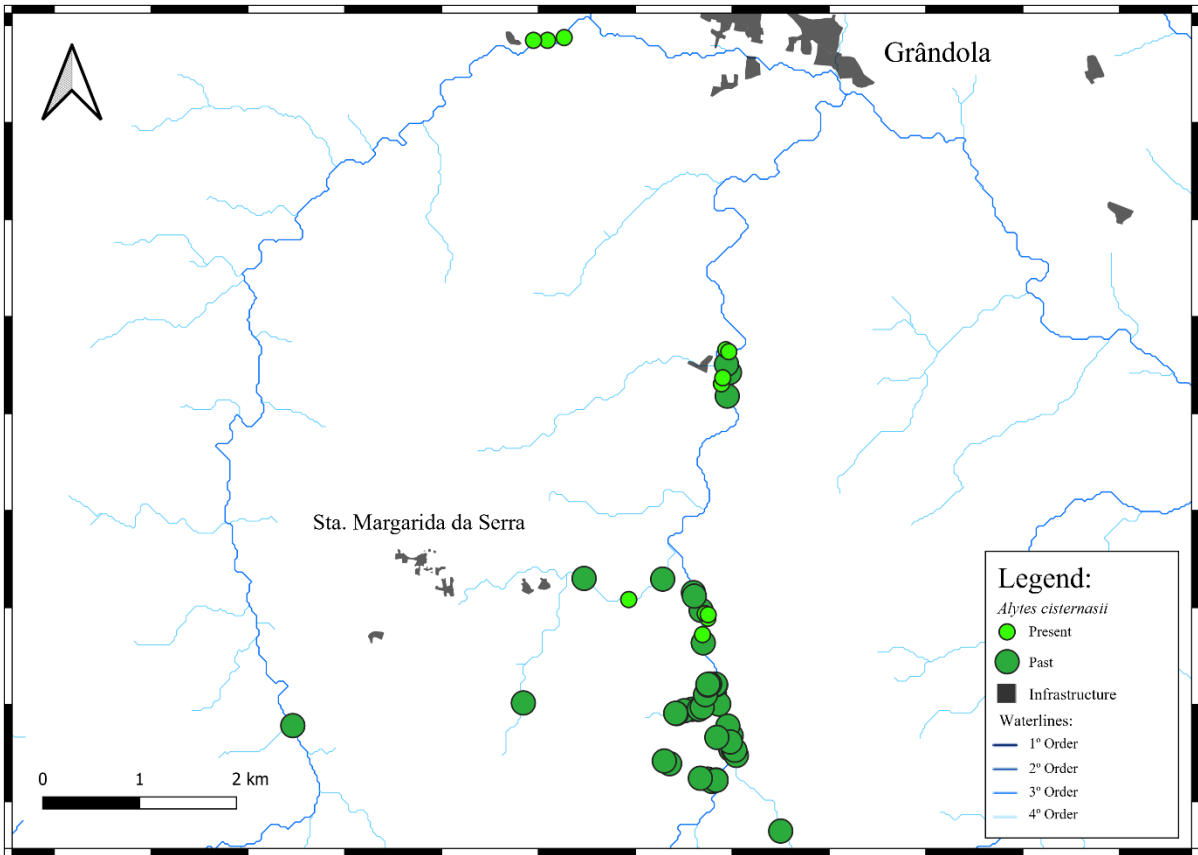 Grândola
Sta. Margarida da Serra
0 1 2 km
Legend:
Alytes cisternasii
Present
Past
Infrastructure
Waterlines:
1º Order
2º Order
3º Order
4º Order